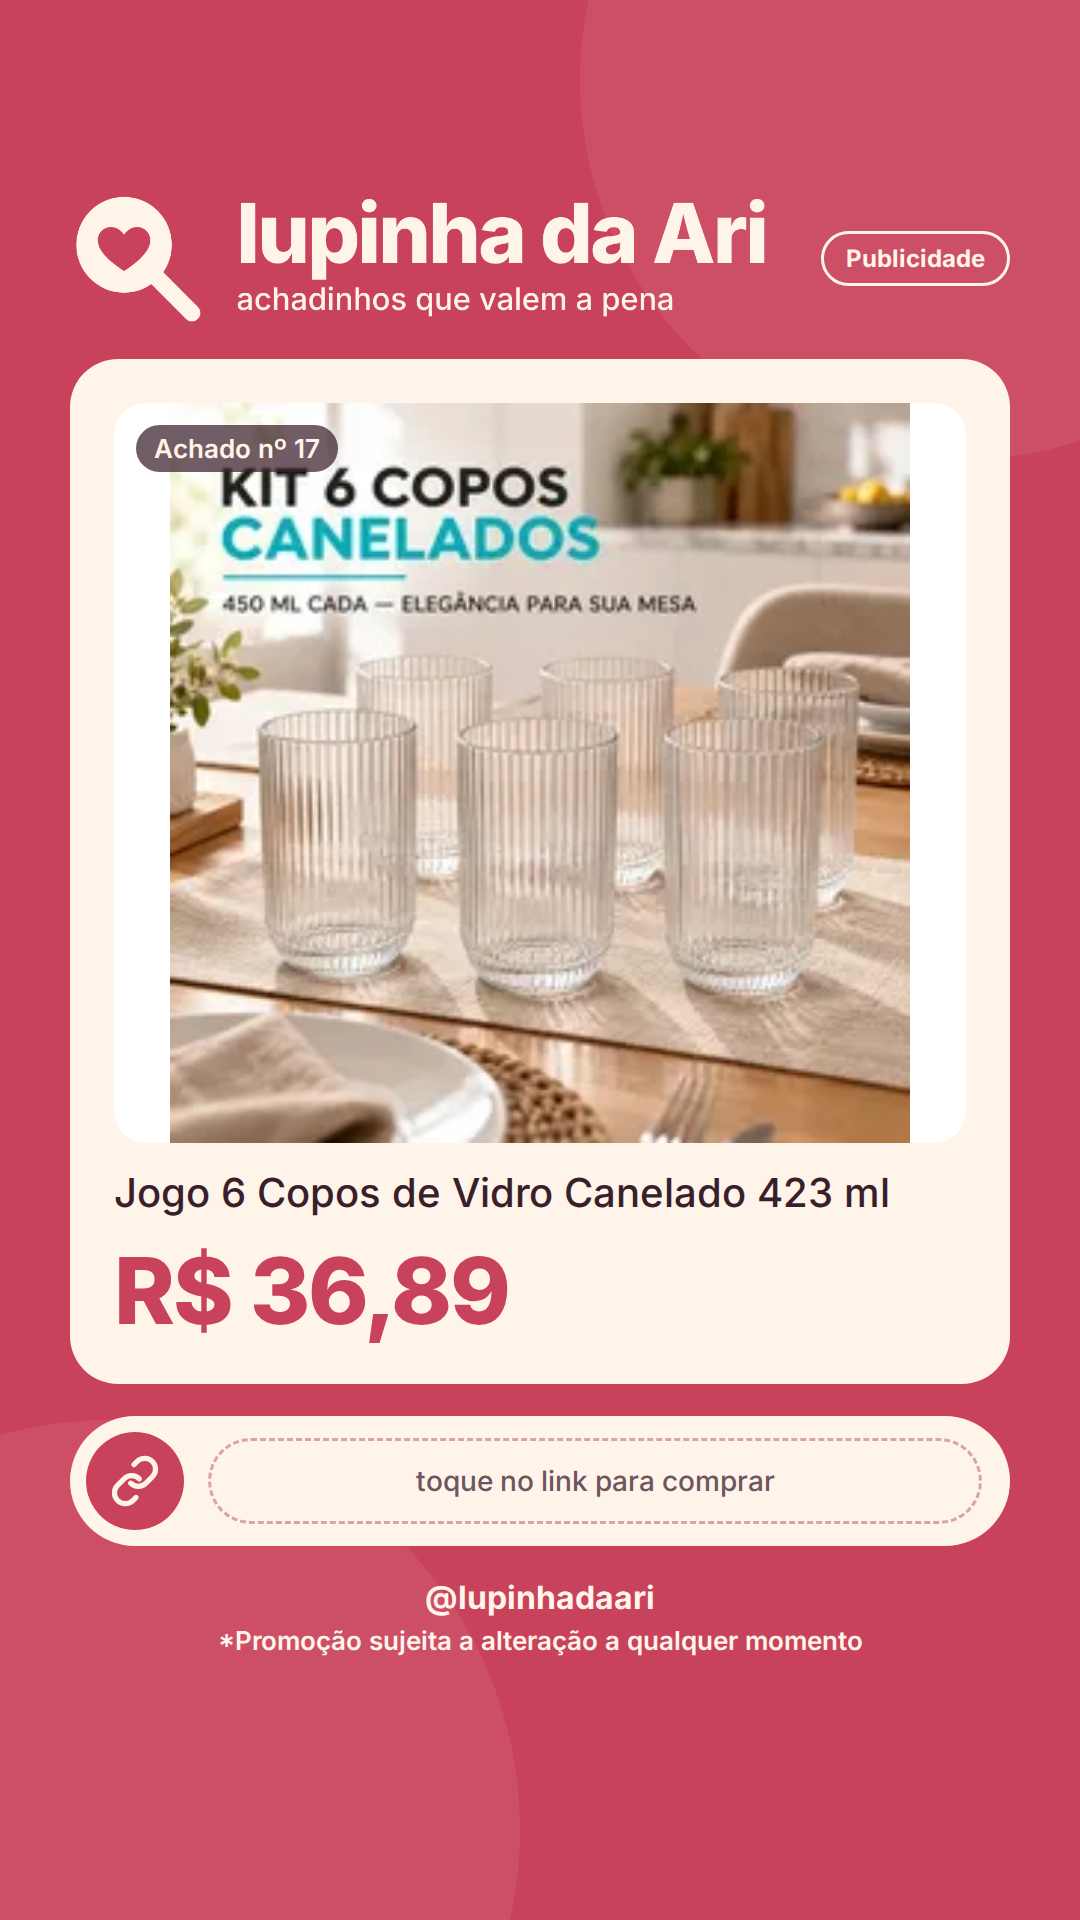 lupinha da Ari
achadinhos que valem a pena
Publicidade
Achado nº 17
KIT 6 COPOS
CANELADOS
450 ML CADA — ELEGÂNCIA PARA SUA MESA
Jogo 6 Copos de Vidro Canelado 423 ml
R$ 36,89
toque no link para comprar
@lupinhadaari
*Promoção sujeita a alteração a qualquer momento